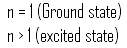 n = 1 (Ground state)
n > 1 (excited state)